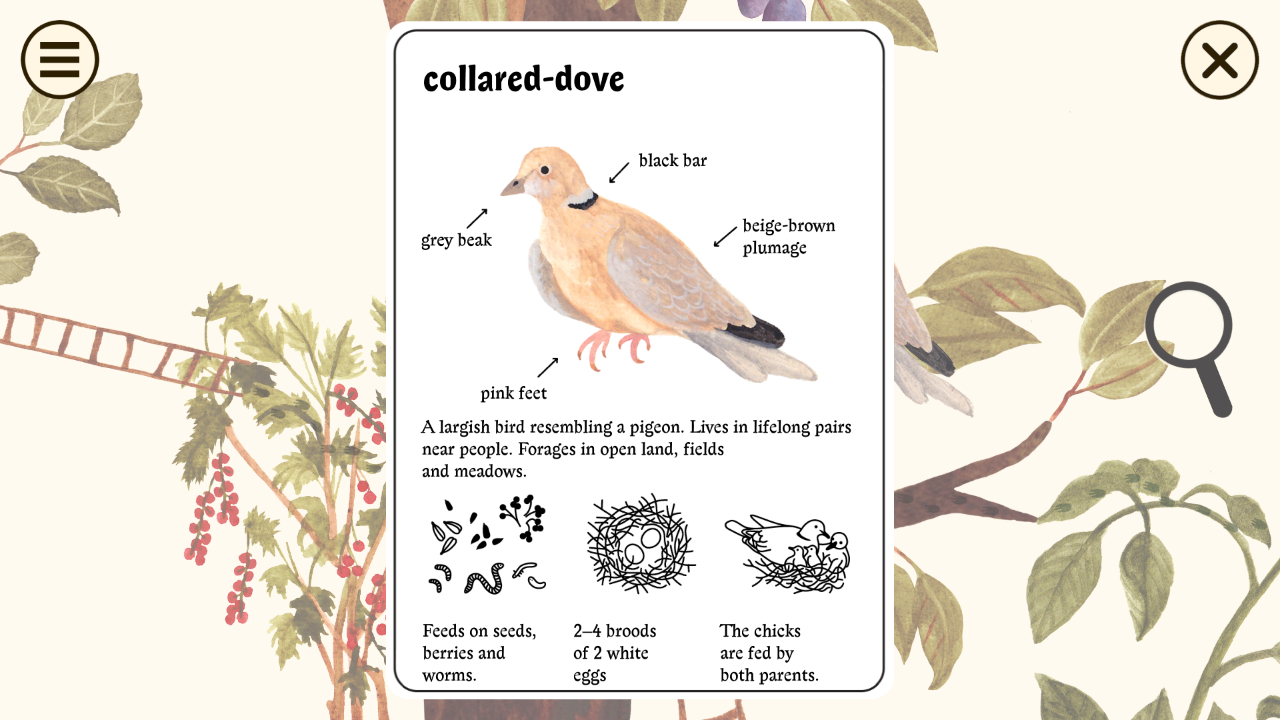 collared-dove
black bar
grey beak
beige-brown
plumage
pink feet
A largish bird resembling a pigeon. Lives in lifelong pairs
near people. Forages in open land, fields
and meadows.
Feeds on seeds,
berries and
worms.
2–4 broods
of 2 white
eggs
The chicks
are fed by
both parents.